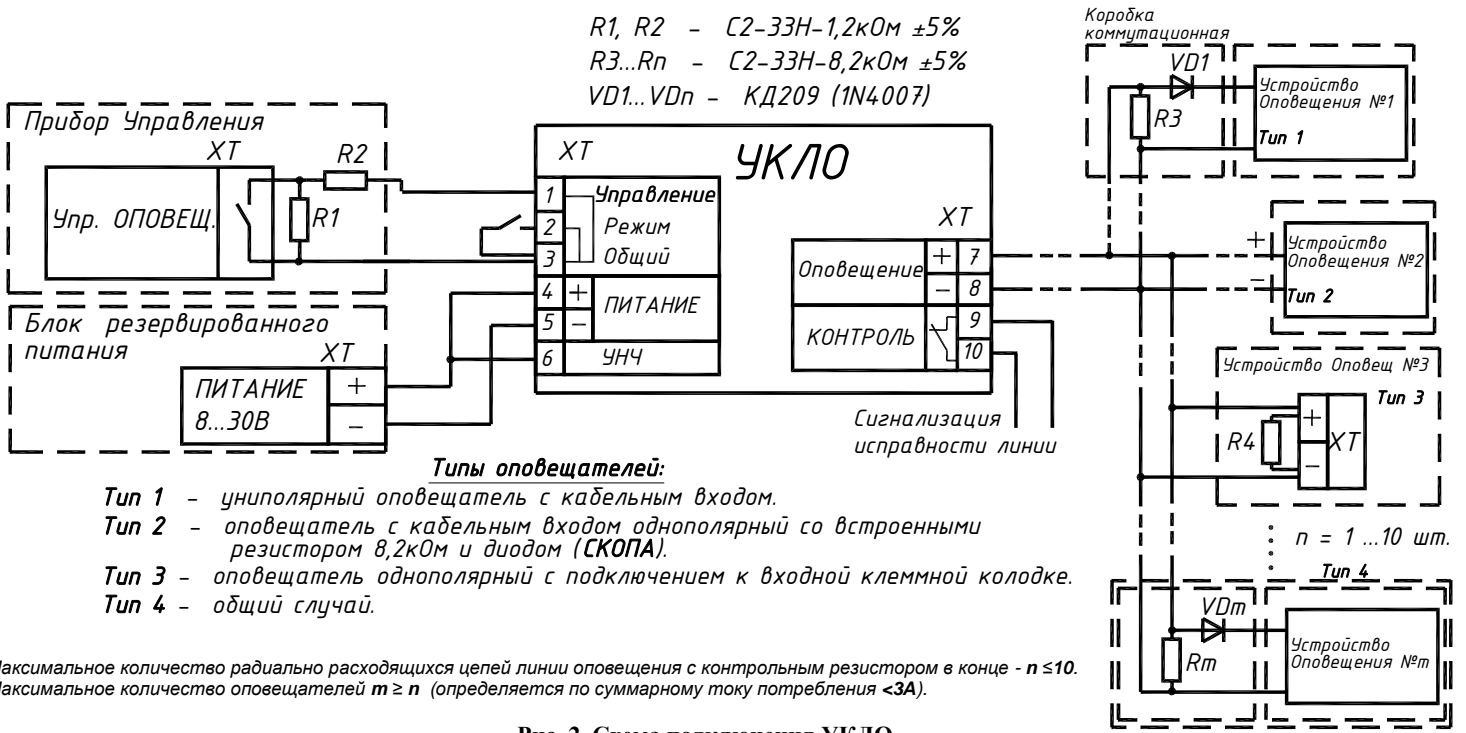 R1, R2 – С2-33Н-1,2кОм ±5%
R3...Rn – С2-33Н-8,2кОм ±5%
VD1...VDn – КД209 (1N4007)
Прибор Управления
XT
R2
Упр. ОПОВЕЩ.
R1
Блок резервированного
питания
XT
ПИТАНИЕ
8...30В
+
–
УКЛО
XT
1
Управление
2
Режим
3
Общий
4
+
ПИТАНИЕ
5
–
6
УНЧ
XT
Оповещение
+
7
–
8
КОНТРОЛЬ
9
10
Сигнализация
исправности линии
Коробка
коммутационная
VD1
R3
Устройство
Оповещения №1
Тип 1
+
–
Устройство
Оповещения №2
Тип 2
Устройство Оповещ №3
Тип 3
R4
+
–
XT
n = 1 ...10 шт.
Тип 4
VDm
Rm
Устройство
Оповещения №m
Типы оповещателей:
Тип 1 – униполярный оповещатель с кабельным входом.
Тип 2 – оповещатель с кабельным входом однополярный со встроенными
резистором 8,2кОм и диодом (СКОПА).
Тип 3 – оповещатель однополярный с подключением к входной клеммной колодке.
Тип 4 – общий случай.
Максимальное количество радиально расходящихся цепей линии оповещения с контрольным резистором в конце - n ≤10.
Максимальное количество оповещателей m ≥ n (определяется по суммарному току потребления <3А).
Рис. 2. Схема подключения УКЛО